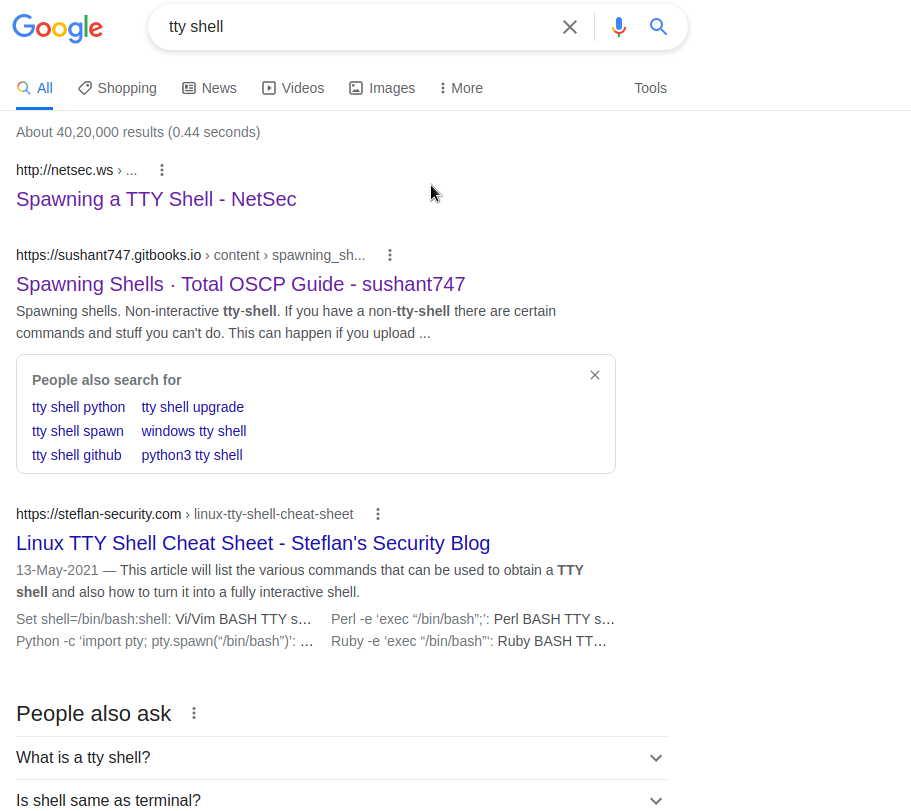 Google
tty shell
All Shopping News Videos Images More Tools
About 40,20,000 results (0.44 seconds)
http://netsec.ws › ...
Spawning a TTY Shell - NetSec
https://sushant747.gitbooks.io › content › spawning_sh...
Spawning Shells · Total OSCP Guide - sushant747
Spawning shells. Non-interactive tty-shell. If you have a non-tty-shell there are certain
commands and stuff you can't do. This can happen if you upload ...
People also search for
tty shell python tty shell upgrade
tty shell spawn windows tty shell
tty shell github python3 tty shell
https://steflan-security.com › linux-tty-shell-cheat-sheet
Linux TTY Shell Cheat Sheet - Steflan's Security Blog
13-May-2021 — This article will list the various commands that can be used to obtain a TTY
shell and also how to turn it into a fully interactive shell.
Set shell=/bin/bash:shell: Vi/Vim BASH TTY s... Perl -e ‘exec “/bin/bash”;’: Perl BASH TTY s...
Python -c ‘import pty; pty.spawn(“/bin/bash”)’: ... Ruby -e ‘exec “/bin/bash”‘: Ruby BASH TT...
People also ask
What is a tty shell?
Is shell same as terminal?